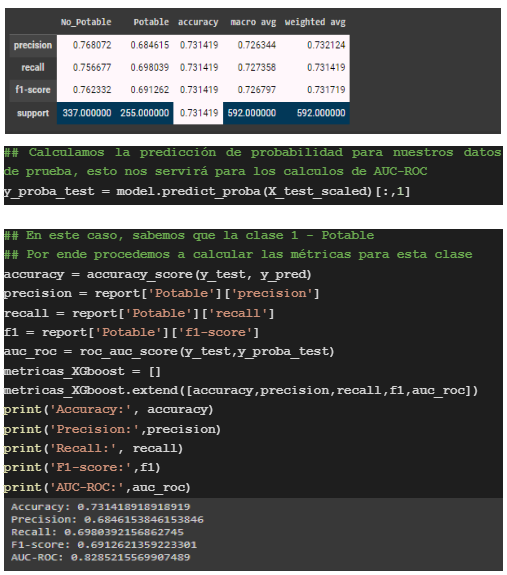 No_Potable Potable accuracy macro avg weighted avg
precision 0.768072 0.684615 0.731419 0.726344 0.732124
recall 0.756677 0.698039 0.731419 0.727358 0.731419
f1-score 0.762332 0.691262 0.731419 0.726797 0.731719
support 337.000000 255.000000 0.731419 592.000000 592.000000
## Calculamos la predicción de probabilidad para nuestros datos
de prueba, esto nos servirá para los calculos de AUC-ROC
y_proba_test = model.predict_proba(X_test_scaled)[:,1]
## En este caso, sabemos que la clase 1 - Potable
## Por ende procedemos a calcular las métricas para esta clase
accuracy = accuracy_score(y_test, y_pred)
precision = report['Potable']['precision']
recall = report['Potable']['recall']
f1 = report['Potable']['f1-score']
auc_roc = roc_auc_score(y_test,y_proba_test)
metricas_XGboost = []
metricas_XGboost.extend([accuracy,precision,recall,f1,auc_roc])
print('Accuracy:', accuracy)
print('Precision:',precision)
print('Recall:', recall)
print('F1-score:',f1)
print('AUC-ROC:',auc_roc)
Accuracy: 0.731418918918919
Precision: 0.6846153846153846
Recall: 0.6980392156862745
F1-score: 0.6912621359223301
AUC-ROC: 0.8285215569907489